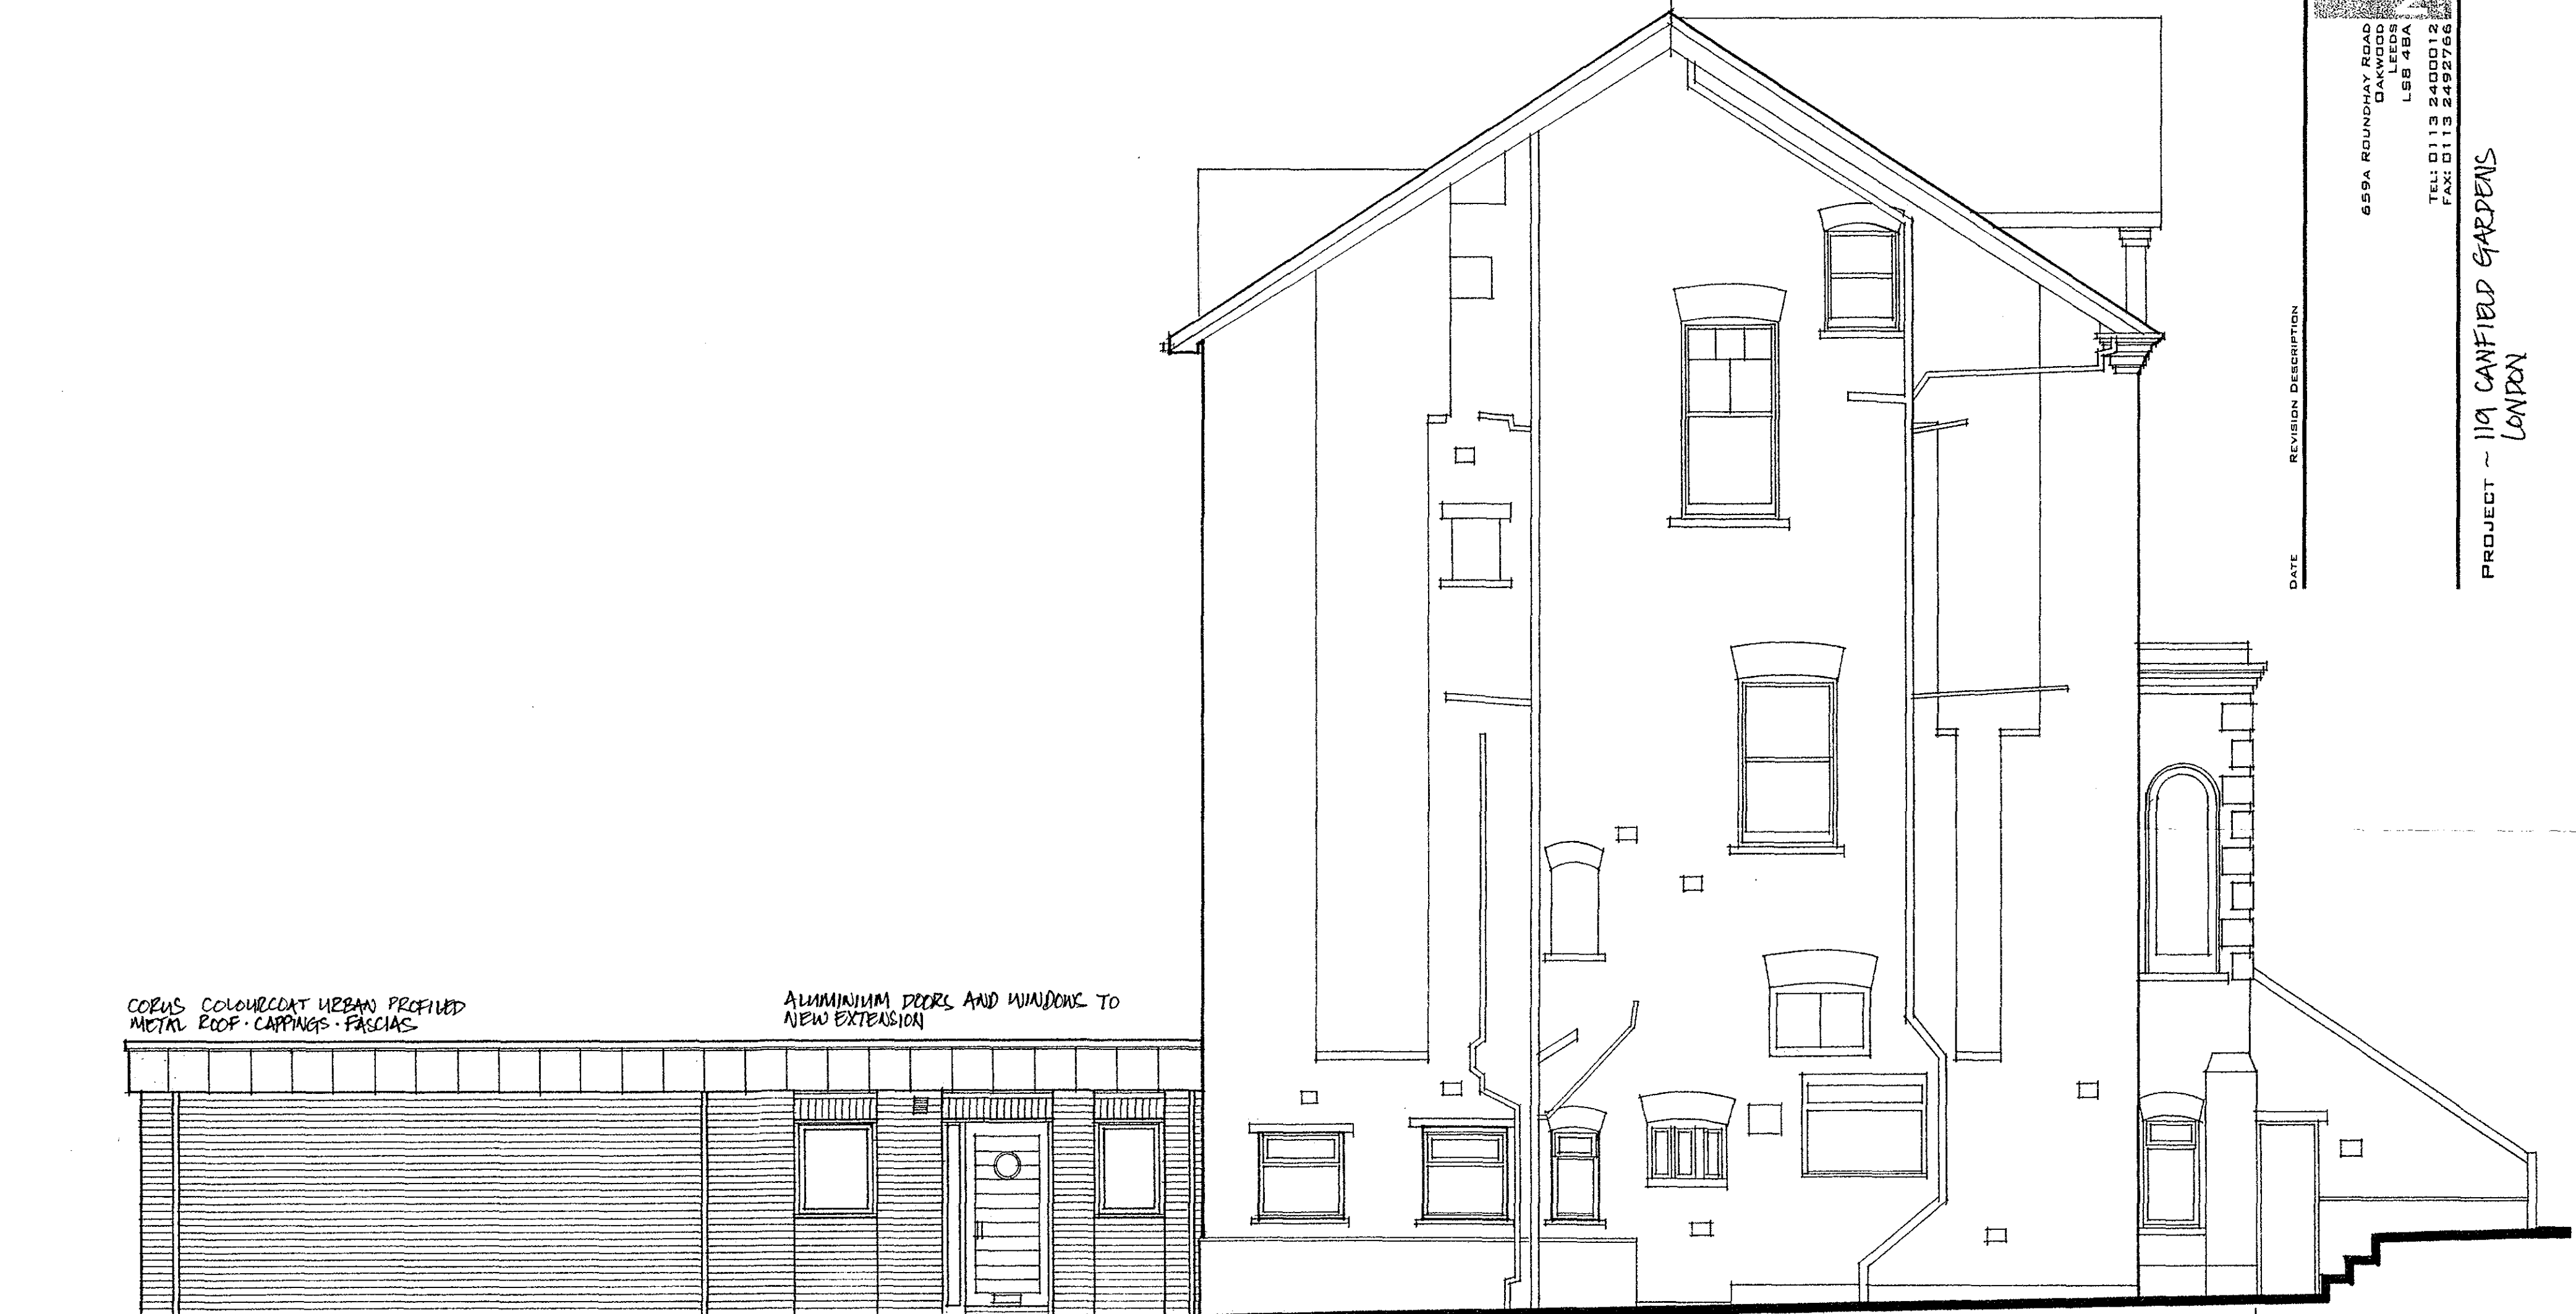 CORUS COLOURCOAT URBAN PROFILED
METAL ROOF · CAPPINGS · FASCIAS
ALUMINIUM DOORS AND WINDOWS TO
NEW EXTENSION
659A ROUNDHAY ROAD
OAKWOOD
LEEDS
LS8 4BA
TEL: 0113 2400012
FAX: 0113 2492766
DATE REVISION DESCRIPTION
PROJECT ~ 119 CANFIELD GARDENS
LONDON